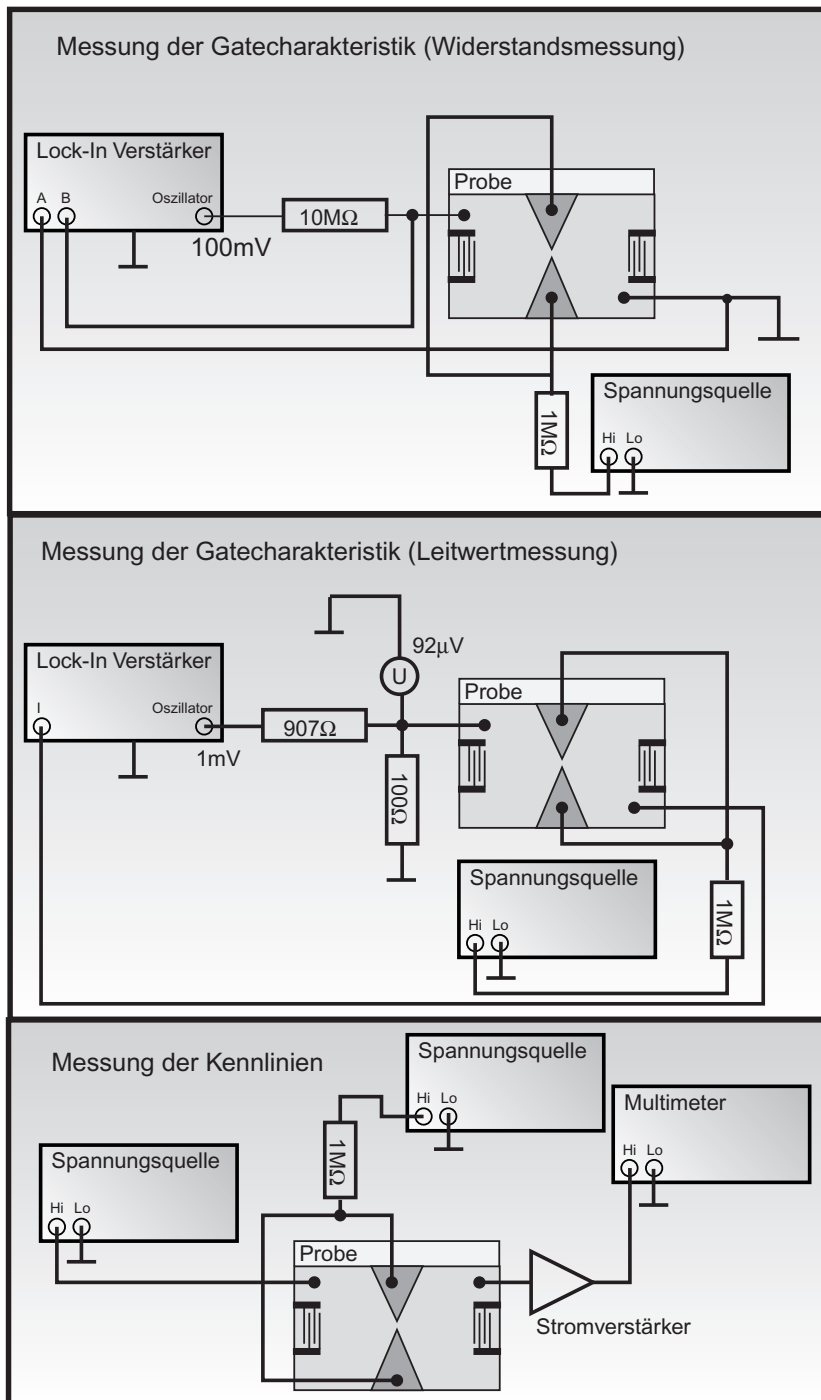 Messung der Gatecharakteristik (Widerstandsmessung)
Lock-In Verstärker
A B Oszillator
100mV
10MΩ
Probe
1MΩ
Spannungsquelle
Hi Lo
Messung der Gatecharakteristik (Leitwertmessung)
92µV
U
Lock-In Verstärker
I Oszillator
1mV
907Ω
100Ω
Probe
Spannungsquelle
Hi Lo
1MΩ
Messung der Kennlinien
Spannungsquelle
Hi Lo
1MΩ
Multimeter
Hi Lo
Spannungsquelle
Hi Lo
Probe
Stromverstärker